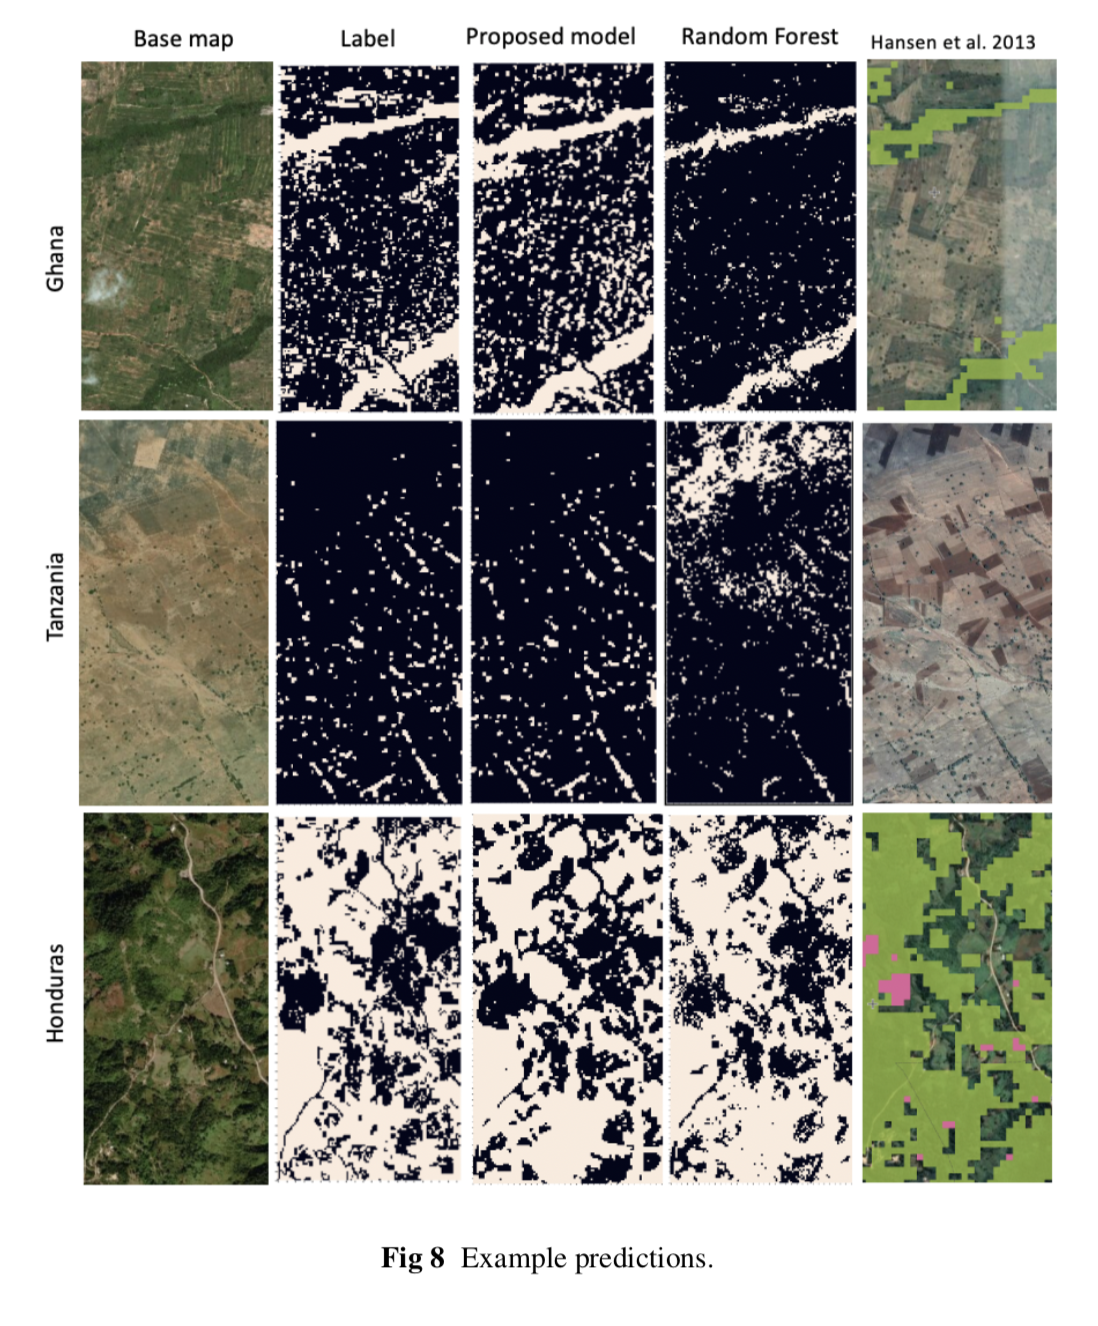 Base map
Label
Proposed model
Random Forest
Hansen et al. 2013
Ghana
Tanzania
Honduras
Fig 8 Example predictions.